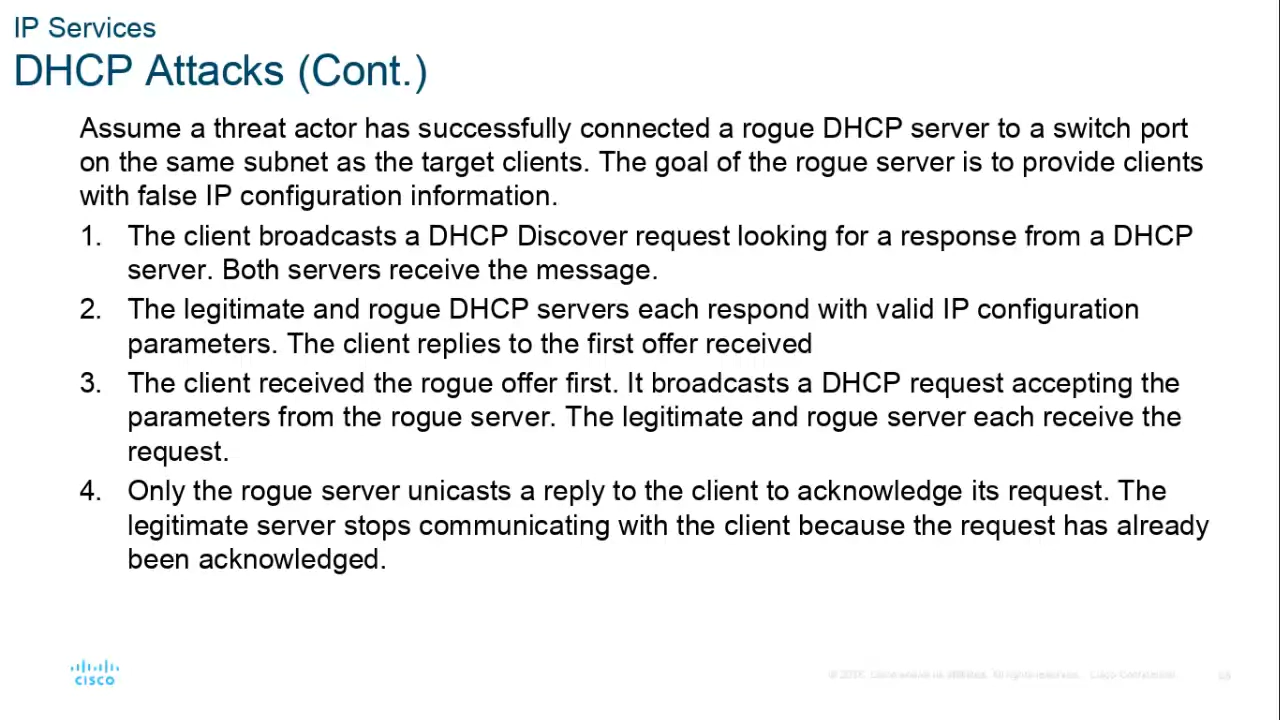 IP Services
DHCP Attacks (Cont.)
Assume a threat actor has successfully connected a rogue DHCP server to a switch port
on the same subnet as the target clients. The goal of the rogue server is to provide clients
with false IP configuration information.
1. The client broadcasts a DHCP Discover request looking for a response from a DHCP
server. Both servers receive the message.
2. The legitimate and rogue DHCP servers each respond with valid IP configuration
parameters. The client replies to the first offer received
3. The client received the rogue offer first. It broadcasts a DHCP request accepting the
parameters from the rogue server. The legitimate and rogue server each receive the
request.
4. Only the rogue server unicasts a reply to the client to acknowledge its request. The
legitimate server stops communicating with the client because the request has already
been acknowledged.
cisco